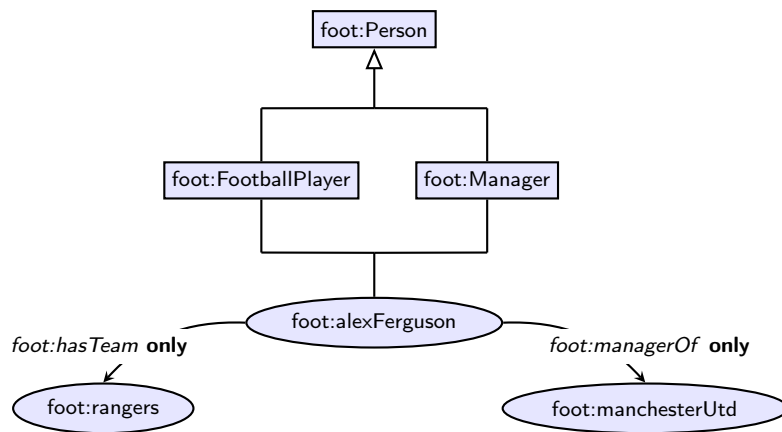 foot:Person
foot:FootballPlayer
foot:Manager
foot:alexFerguson
foot:hasTeam only
foot:managerOf only
foot:rangers
foot:manchesterUtd